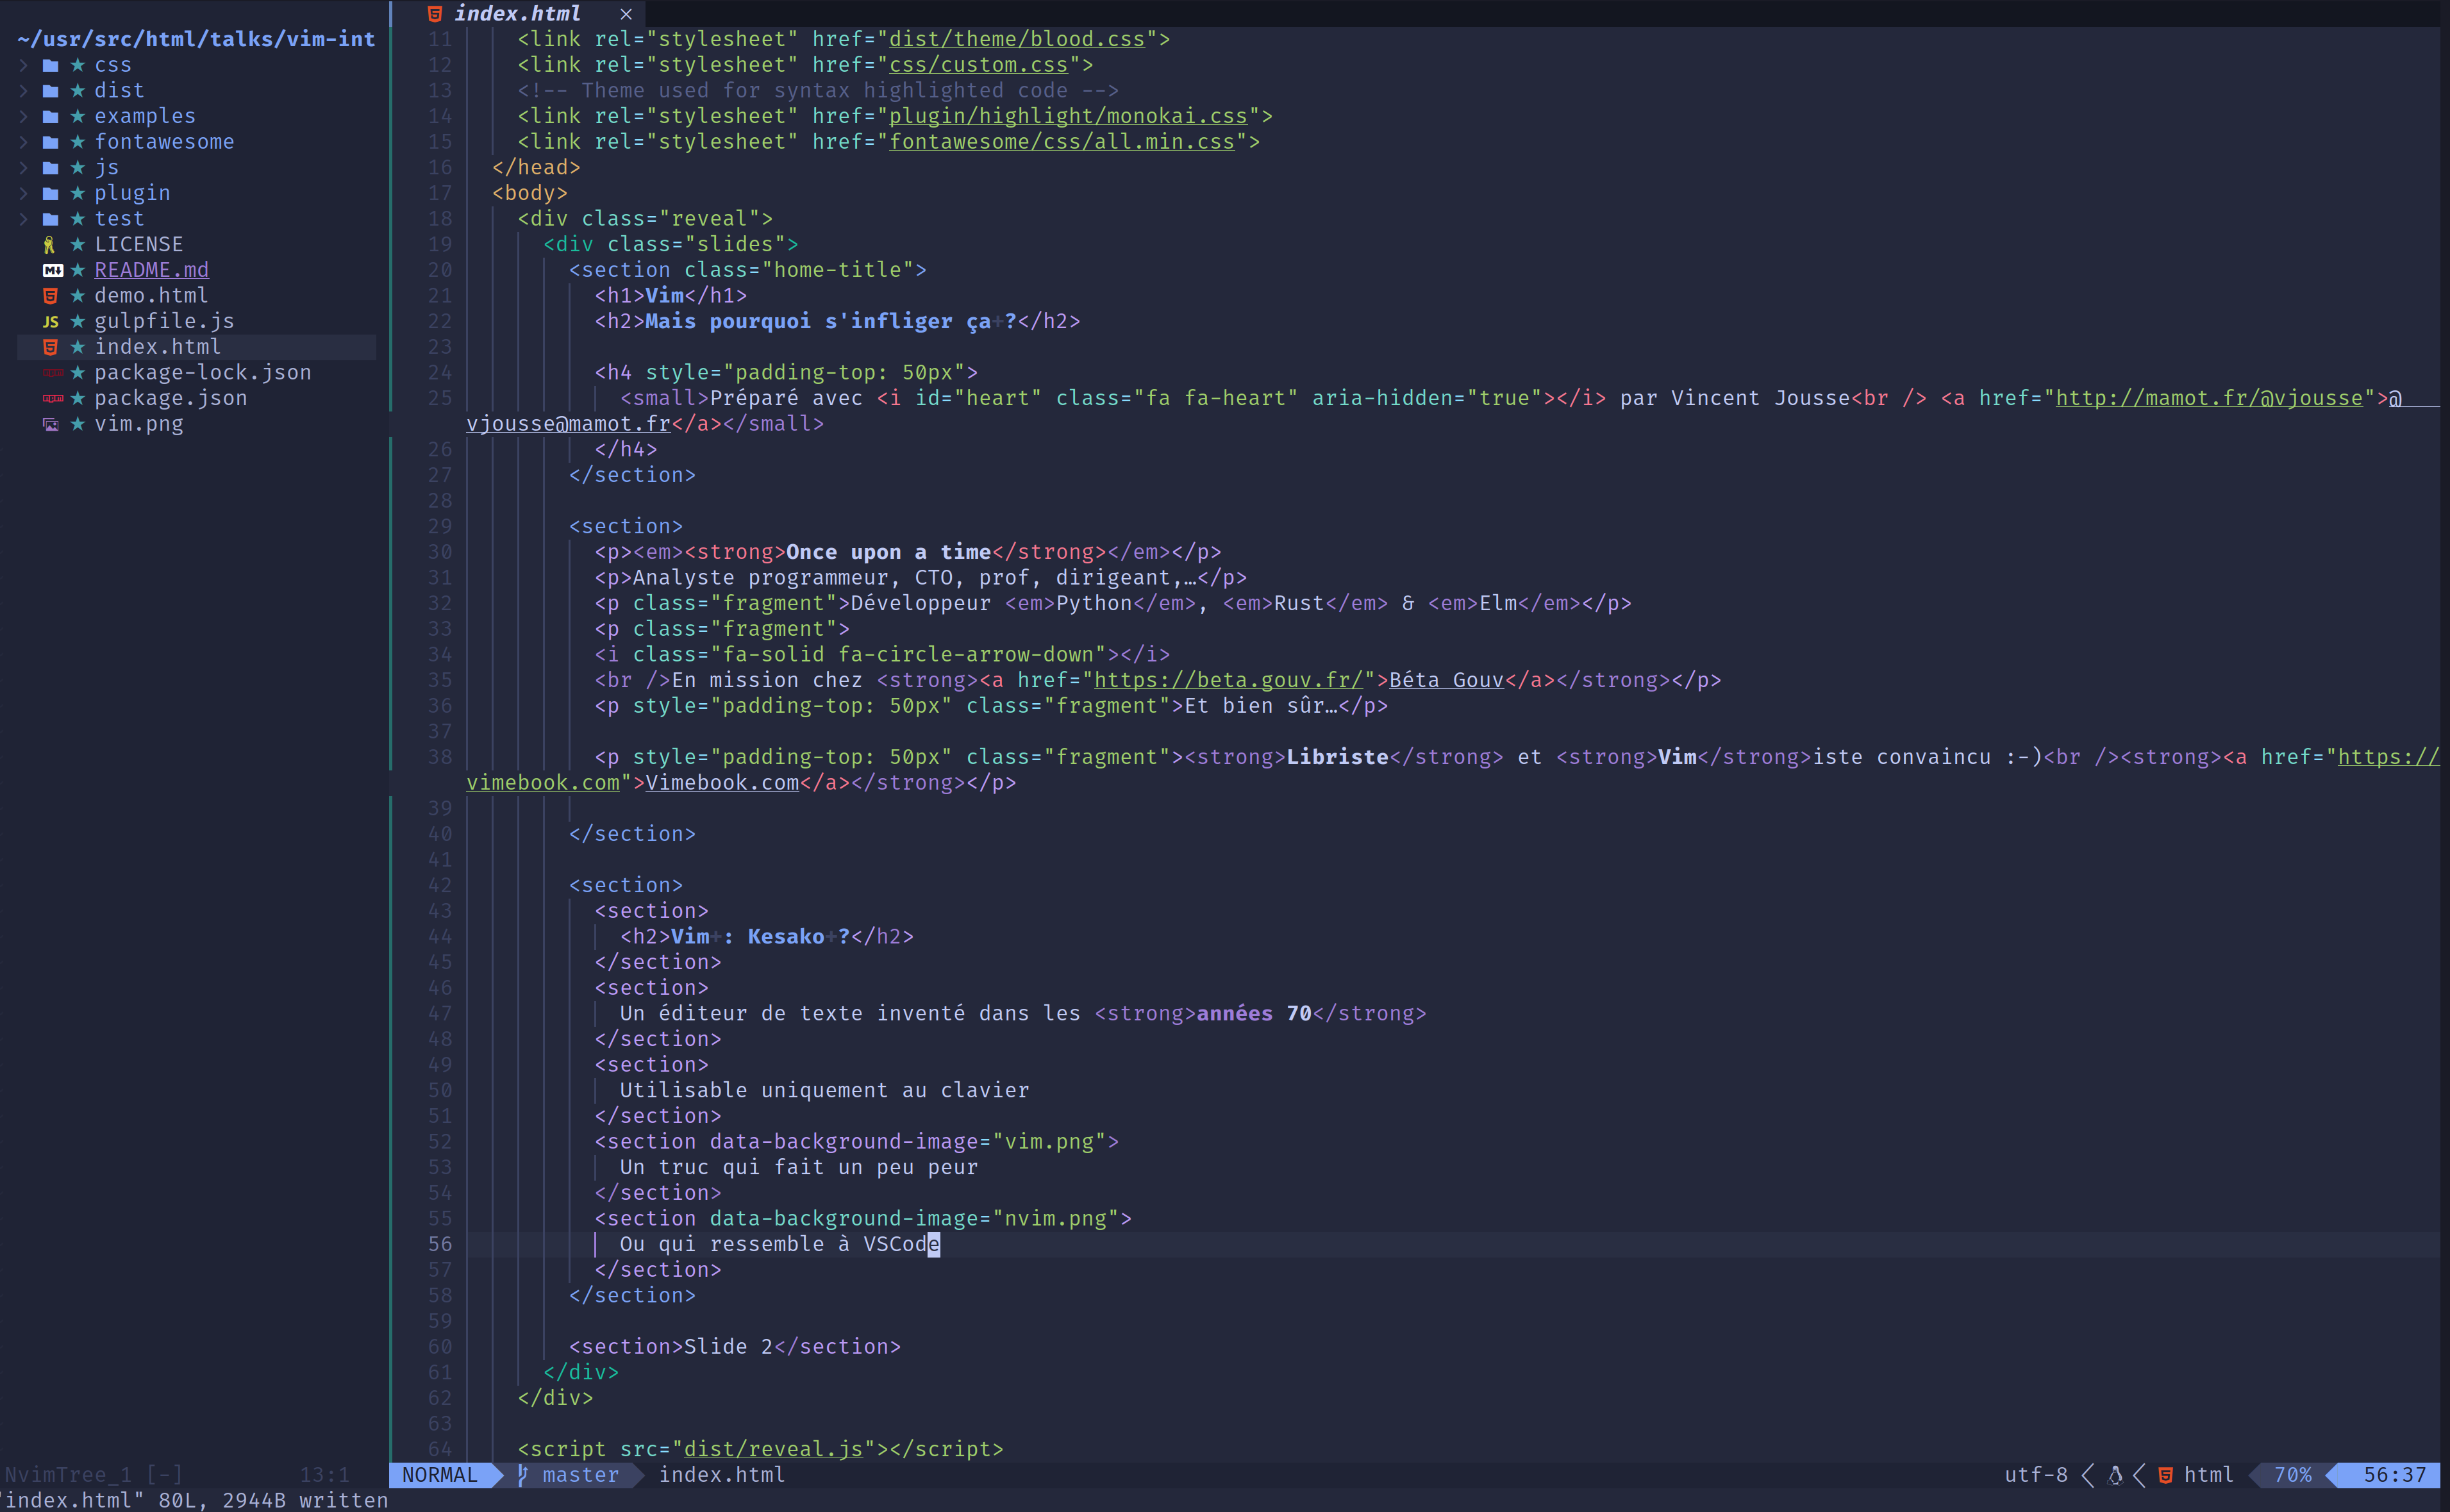 index.html ×
~/usr/src/html/talks/vim-int
css
dist
examples
fontawesome
js
plugin
test
LICENSE
README.md
demo.html
gulpfile.js
index.html
package-lock.json
package.json
vim.png
11 <link rel="stylesheet" href="dist/theme/blood.css">
12 <link rel="stylesheet" href="css/custom.css">
13 <!-- Theme used for syntax highlighted code -->
14 <link rel="stylesheet" href="plugin/highlight/monokai.css">
15 <link rel="stylesheet" href="fontawesome/css/all.min.css">
16 </head>
17 <body>
18 <div class="reveal">
19 <div class="slides">
20 <section class="home-title">
21 <h1>Vim</h1>
22 <h2>Mais pourquoi s'infliger ça+?</h2>
23
24 <h4 style="padding-top: 50px">
25 <small>Préparé avec <i id="heart" class="fa fa-heart" aria-hidden="true"></i> par Vincent Jousse<br /> <a href="http://mamot.fr/@vjousse">@
vjousse@mamot.fr</a></small>
26 </h4>
27 </section>
28
29 <section>
30 <p><em><strong>Once upon a time</strong></em></p>
31 <p>Analyste programmeur, CTO, prof, dirigeant,…</p>
32 <p class="fragment">Développeur <em>Python</em>, <em>Rust</em> & <em>Elm</em></p>
33 <p class="fragment">
34 <i class="fa-solid fa-circle-arrow-down"></i>
35 <br />En mission chez <strong><a href="https://beta.gouv.fr/">Béta Gouv</a></strong></p>
36 <p style="padding-top: 50px" class="fragment">Et bien sûr…</p>
37
38 <p style="padding-top: 50px" class="fragment"><strong>Libriste</strong> et <strong>Vim</strong>iste convaincu :-)<br /><strong><a href="https://
vimebook.com">Vimebook.com</a></strong></p>
39
40 </section>
41
42 <section>
43 <section>
44 <h2>Vim+: Kesako+?</h2>
45 </section>
46 <section>
47 Un éditeur de texte inventé dans les <strong>années 70</strong>
48 </section>
49 <section>
50 Utilisable uniquement au clavier
51 </section>
52 <section data-background-image="vim.png">
53 Un truc qui fait un peu peur
54 </section>
55 <section data-background-image="nvim.png">
56 Ou qui ressemble à VSCode
57 </section>
58 </section>
59
60 <section>Slide 2</section>
61 </div>
62 </div>
63
64 <script src="dist/reveal.js"></script>
NvimTree_1 [-] 13:1
NORMAL master index.html utf-8 html 70% 56:37
"index.html" 80L, 2944B written